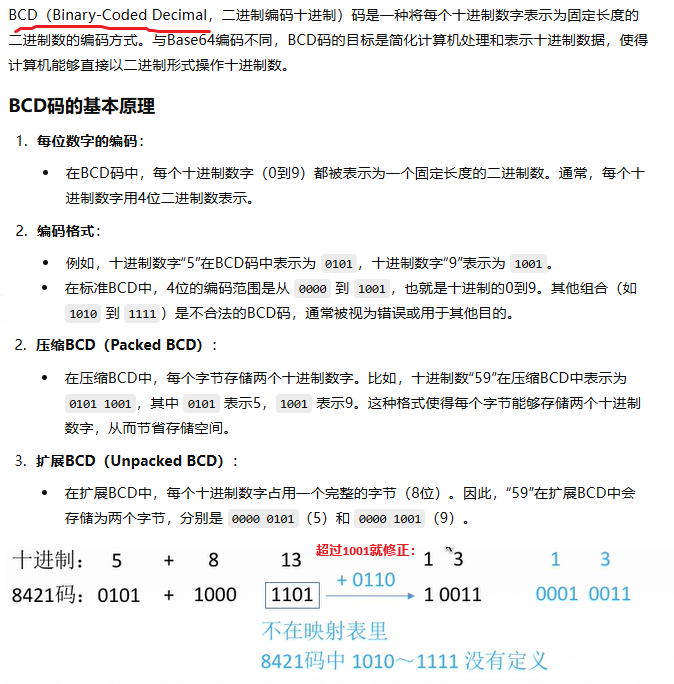 BCD（Binary-Coded Decimal，二进制编码十进制）码是一种将每个十进制数字表示为固定长度的
二进制数的编码方式。与Base64编码不同，BCD码的目标是简化计算机处理和表示十进制数据，使得
计算机能够直接以二进制形式操作十进制数。
BCD码的基本原理
1. 每位数字的编码：
• 在BCD码中，每个十进制数字（0到9）都被表示为一个固定长度的二进制数。通常，每个十
进制数字用4位二进制数表示。
2. 编码格式：
• 例如，十进制数字“5”在BCD码中表示为 0101，十进制数字“9”表示为 1001。
• 在标准BCD中，4位的编码范围是从 0000 到 1001，也就是十进制的0到9。其他组合（如
1010 到 1111）是不合法的BCD码，通常被视为错误或用于其他目的。
2. 压缩BCD（Packed BCD）：
• 在压缩BCD中，每个字节存储两个十进制数字。比如，十进制数“59”在压缩BCD中表示为
0101 1001，其中 0101 表示5，1001 表示9。这种格式使得每个字节能够存储两个十进制
数字，从而节省存储空间。
3. 扩展BCD（Unpacked BCD）：
• 在扩展BCD中，每个十进制数字占用一个完整的字节（8位）。因此，“59”在扩展BCD中会
存储为两个字节，分别是 0000 0101（5）和 0000 1001（9）。
超过1001就修正：
十进制： 5 + 8 13 1 3 1 3
+ 0110
8421码：0101 + 1000 1101 1 0011 0001 0011
不在映射表里
8421码中 1010～1111 没有定义